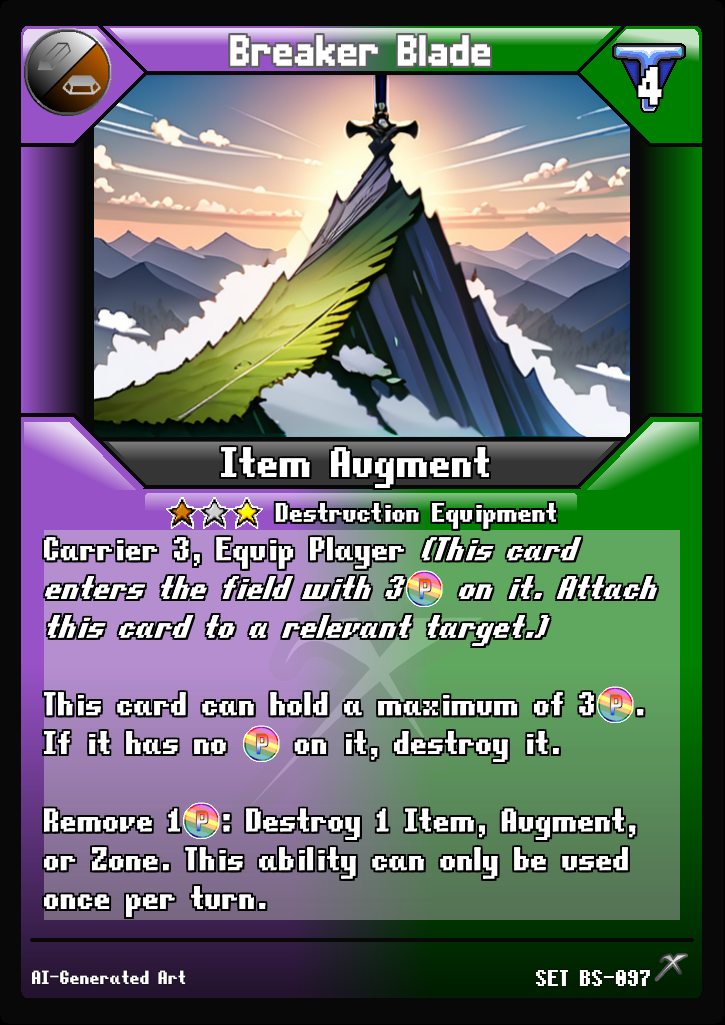 Breaker Blade
4
Item Augment
Destruction Equipment
Carrier 3, Equip Player (This card
enters the field with 3 P on it. Attach
this card to a relevant target.)
This card can hold a maximum of 3 P.
If it has no P on it, destroy it.
Remove 1 P: Destroy 1 Item, Augment,
or Zone. This ability can only be used
once per turn.
AI-Generated Art
SET BS-097